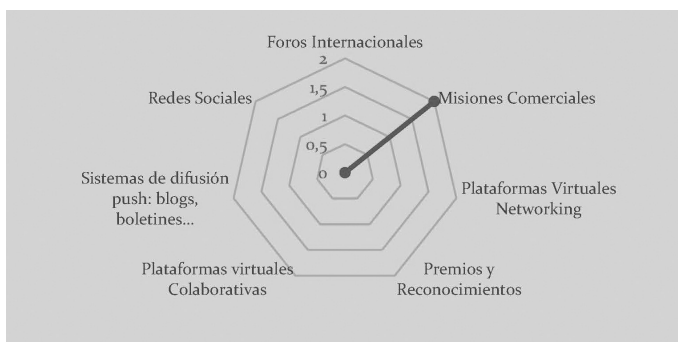 Foros Internacionales
2
1,5
1
0,5
0
Redes Sociales
Misiones Comerciales
Sistemas de difusión
push: blogs,
boletines...
Plataformas Virtuales
Networking
Plataformas virtuales
Colaborativas
Premios y
Reconocimientos